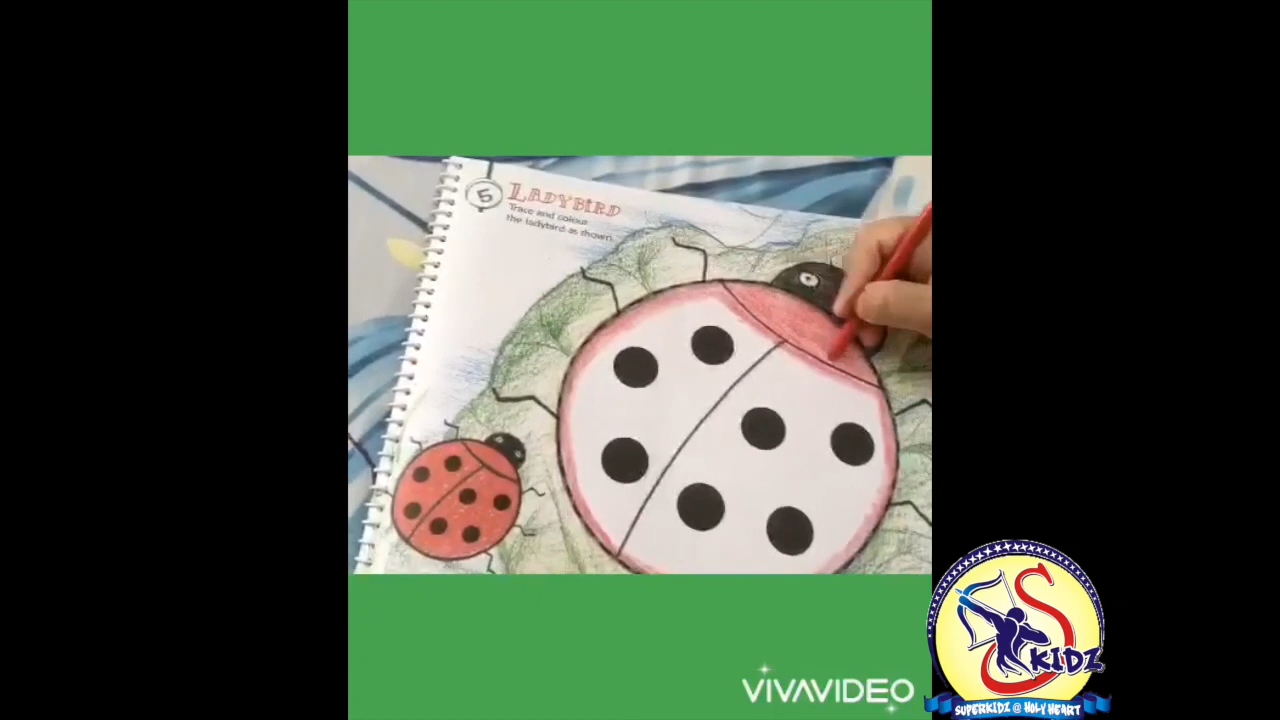 5
LADYBIRD
Trace and colour
the ladybird as shown.
VIVAVIDEO
S
KIDZ
SUPERKIDZ @ HOLY HEART